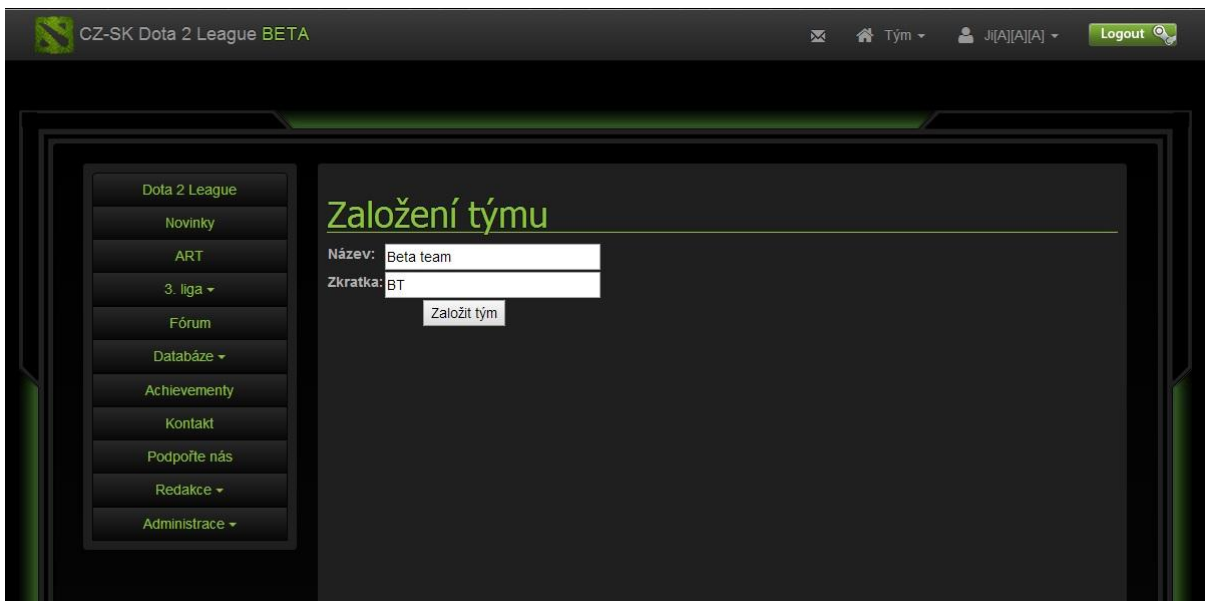 CZ-SK Dota 2 League BETA
Tým
Ji[A][A][A]
Logout
Dota 2 League
Novinky
ART
3. liga
Fórum
Databáze
Achievementy
Kontakt
Podpořte nás
Redakce
Administrace
Založení týmu
Název: Beta team
Zkratka: BT
Založit tým